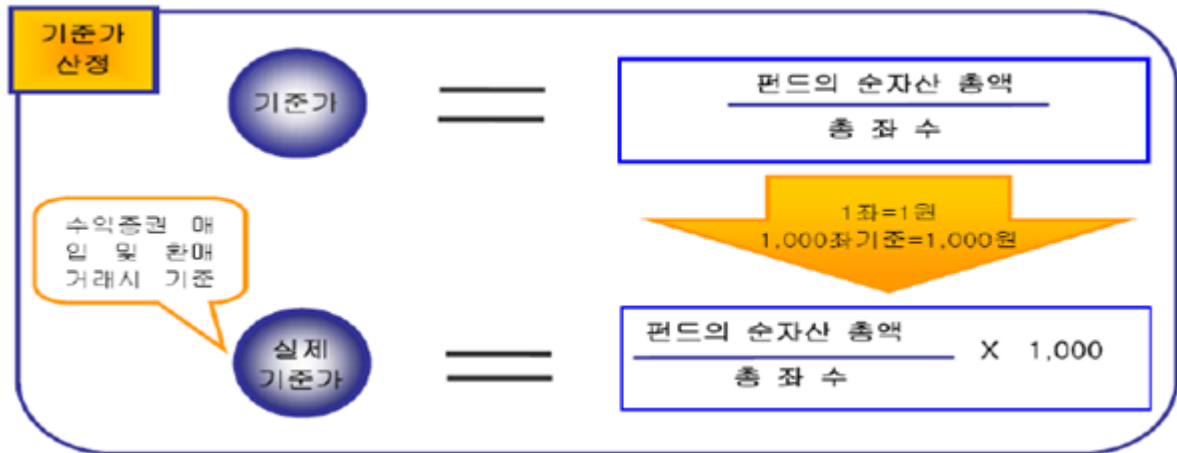 기준가
산정
기준가
펀드의 순자산 총액
총 좌 수
1좌=1원
1,000좌기준=1,000원
수익증권 매
입 및 환매
거래시 기준
실제
기준가
펀드의 순자산 총액
총 좌 수
X 1,000